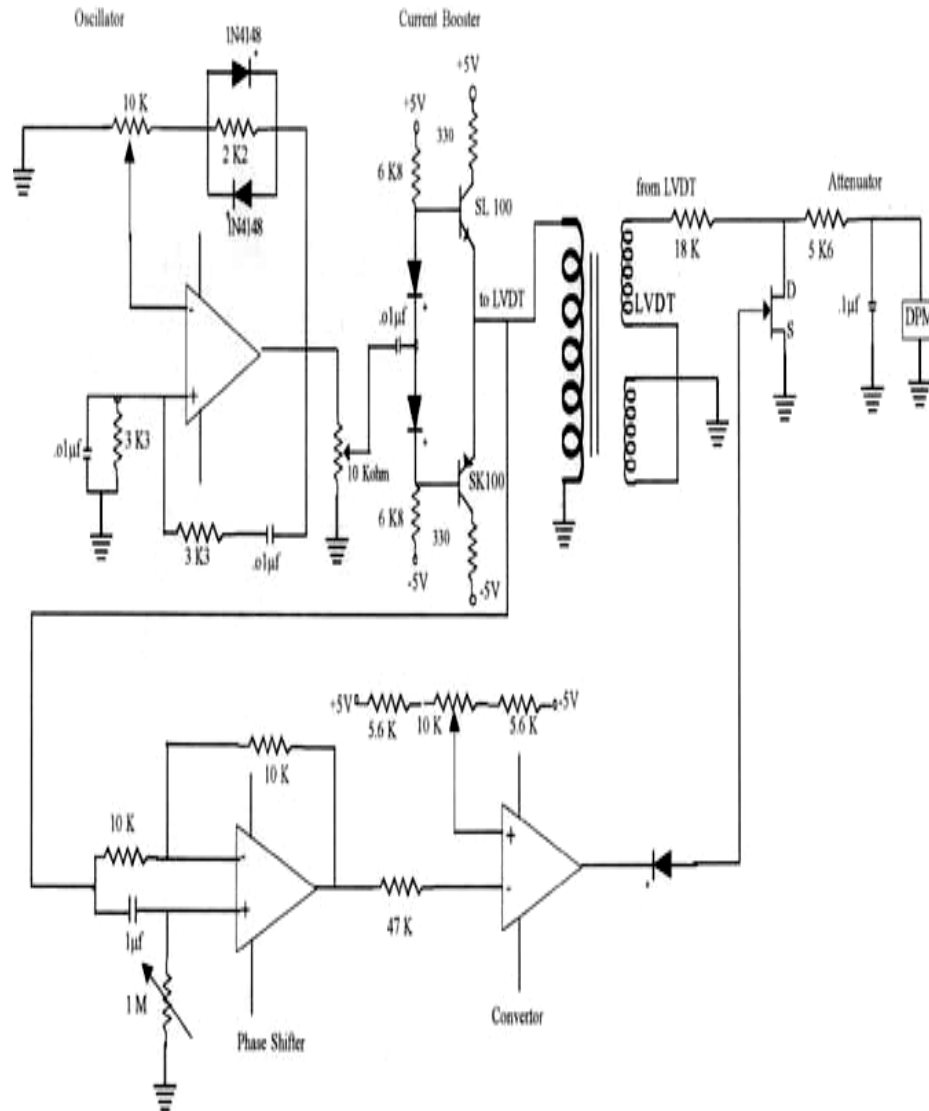 Oscillator
Current Booster
1N4148
+5V
+5V
10 K
330
2 K2
6 K8
1N4148
SL 100
from LVDT
Attenuator
18 K
5 K6
to LVDT
.01µf
LVDT
D
S
.1µf
DPM
-
+
.o1µf
3 K3
10 Kohm
SK100
6 K8
330
3 K3
.o1µf
-5V
-5V
+5V
-5V
5.6 K
10 K
5.6 K
10 K
10 K
-
+
+
-
47 K
1µf
1 M
Phase Shifter
Convertor